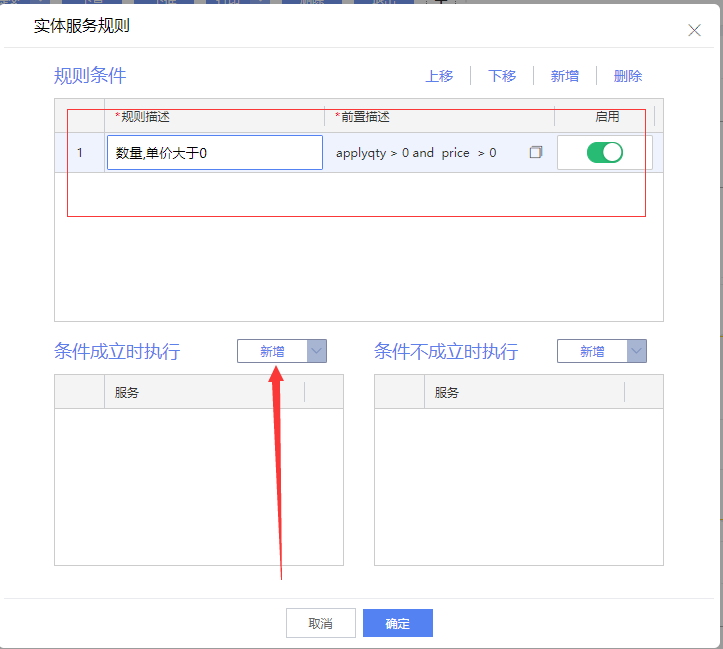 实体服务规则
规则条件
上移 下移 新增 删除
*规则描述 *前置描述 启用
1 数量,单价大于0 applyqty > 0 and price > 0
条件成立时执行 新增 条件不成立时执行 新增
服务 服务
取消 确定